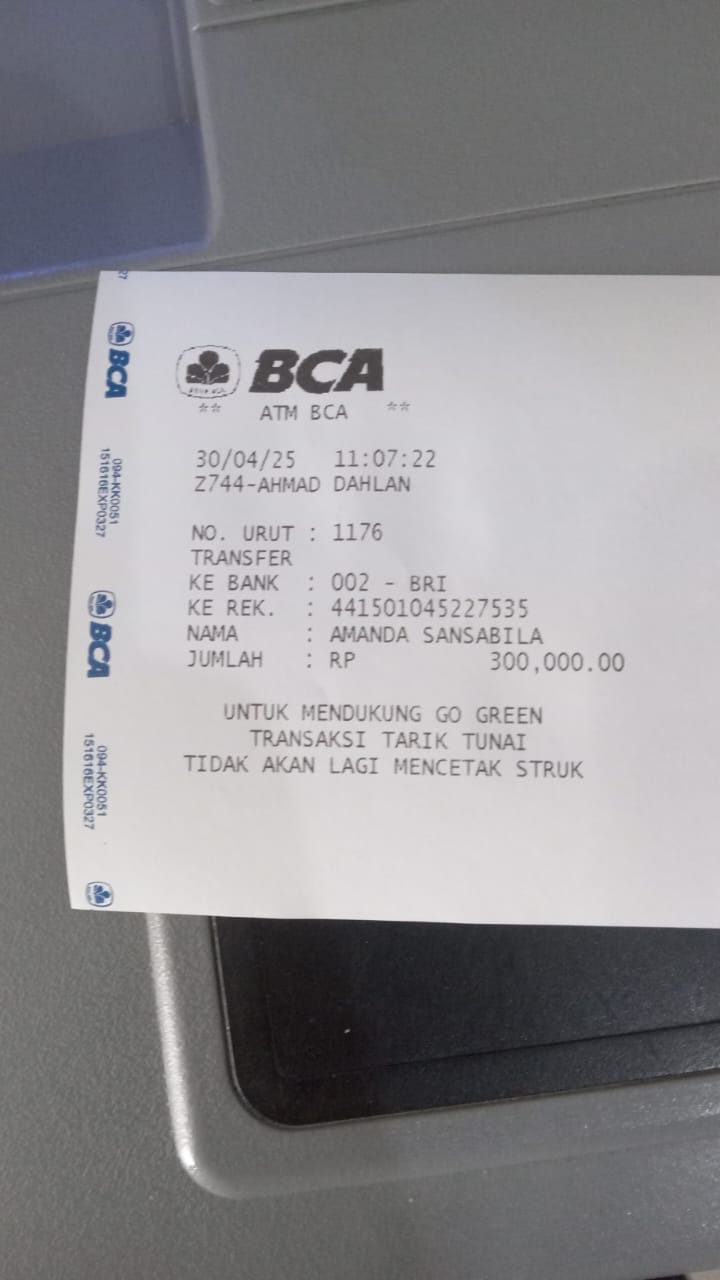 BCA
** ATM BCA **
30/04/25 11:07:22
Z744-AHMAD DAHLAN
NO. URUT : 1176
TRANSFER
KE BANK : 002 - BRI
KE REK. : 441501045227535
NAMA : AMANDA SANSABILA
JUMLAH : RP 300,000.00
UNTUK MENDUKUNG GO GREEN
TRANSAKSI TARIK TUNAI
TIDAK AKAN LAGI MENCETAK STRUK
27
BCA
094-KK0051
151616EXP0327
BCA
094-KK0051
151616EXP0327